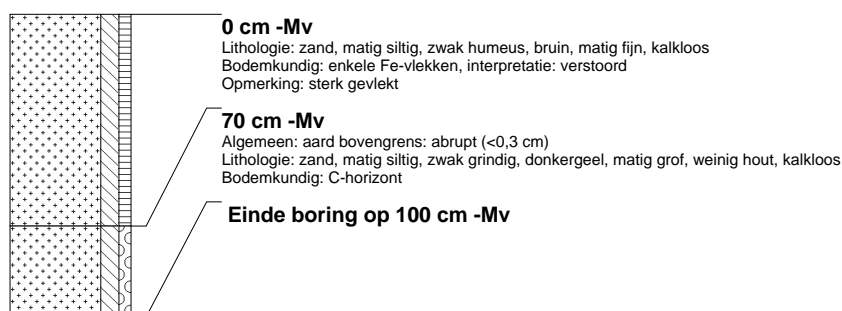 0 cm -Mv
Lithologie: zand, matig siltig, zwak humeus, bruin, matig fijn, kalkloos
Bodemkundig: enkele Fe-vlekken, interpretatie: verstoord
Opmerking: sterk gevlekt
70 cm -Mv
Algemeen: aard bovengrens: abrupt (<0,3 cm)
Lithologie: zand, matig siltig, zwak grindig, donkergeel, matig grof, weinig hout, kalkloos
Bodemkundig: C-horizont
Einde boring op 100 cm -Mv